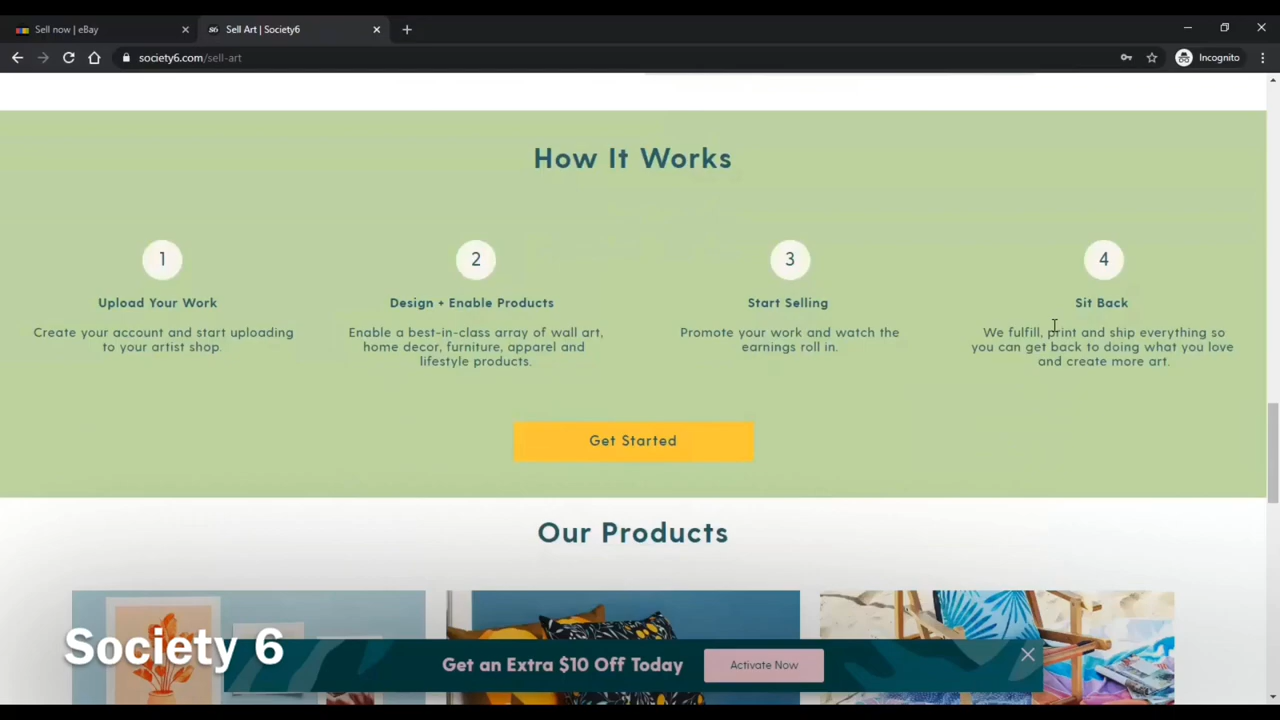 Sell now | eBay
S6 Sell Art | Society6
society6.com/sell-art
Incognito
How It Works
1
2
3
4
Upload Your Work
Design + Enable Products
Start Selling
Sit Back
Create your account and start uploading
to your artist shop.
Enable a best-in-class array of wall art,
home decor, furniture, apparel and
lifestyle products.
Promote your work and watch the
earnings roll in.
We fulfill, print and ship everything so
you can get back to doing what you love
and create more art.
Get Started
Our Products
Society 6
Get an Extra $10 Off Today
Activate Now